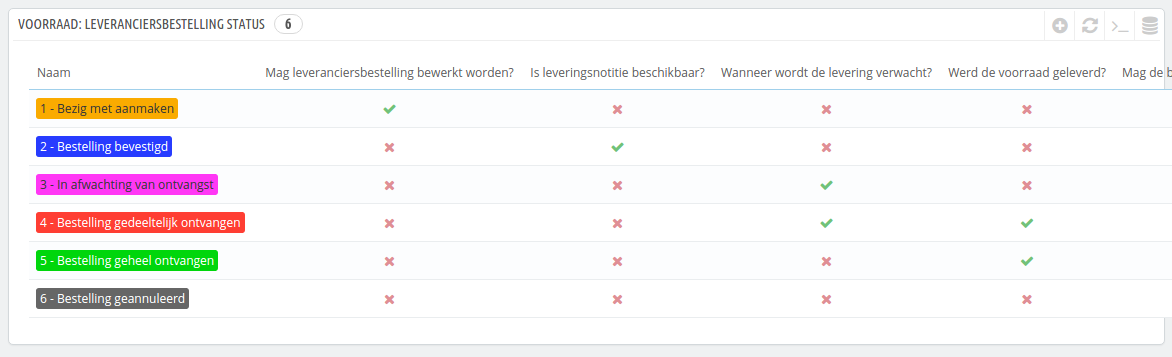 VOORRAAD: LEVERANCIERSBESTELLING STATUS 6
Naam Mag leveranciersbestelling bewerkt worden? Is leveringsnotitie beschikbaar? Wanneer wordt de levering verwacht? Werd de voorraad geleverd? Mag de b
1 - Bezig met aanmaken
2 - Bestelling bevestigd
3 - In afwachting van ontvangst
4 - Bestelling gedeeltelijk ontvangen
5 - Bestelling geheel ontvangen
6 - Bestelling geannuleerd